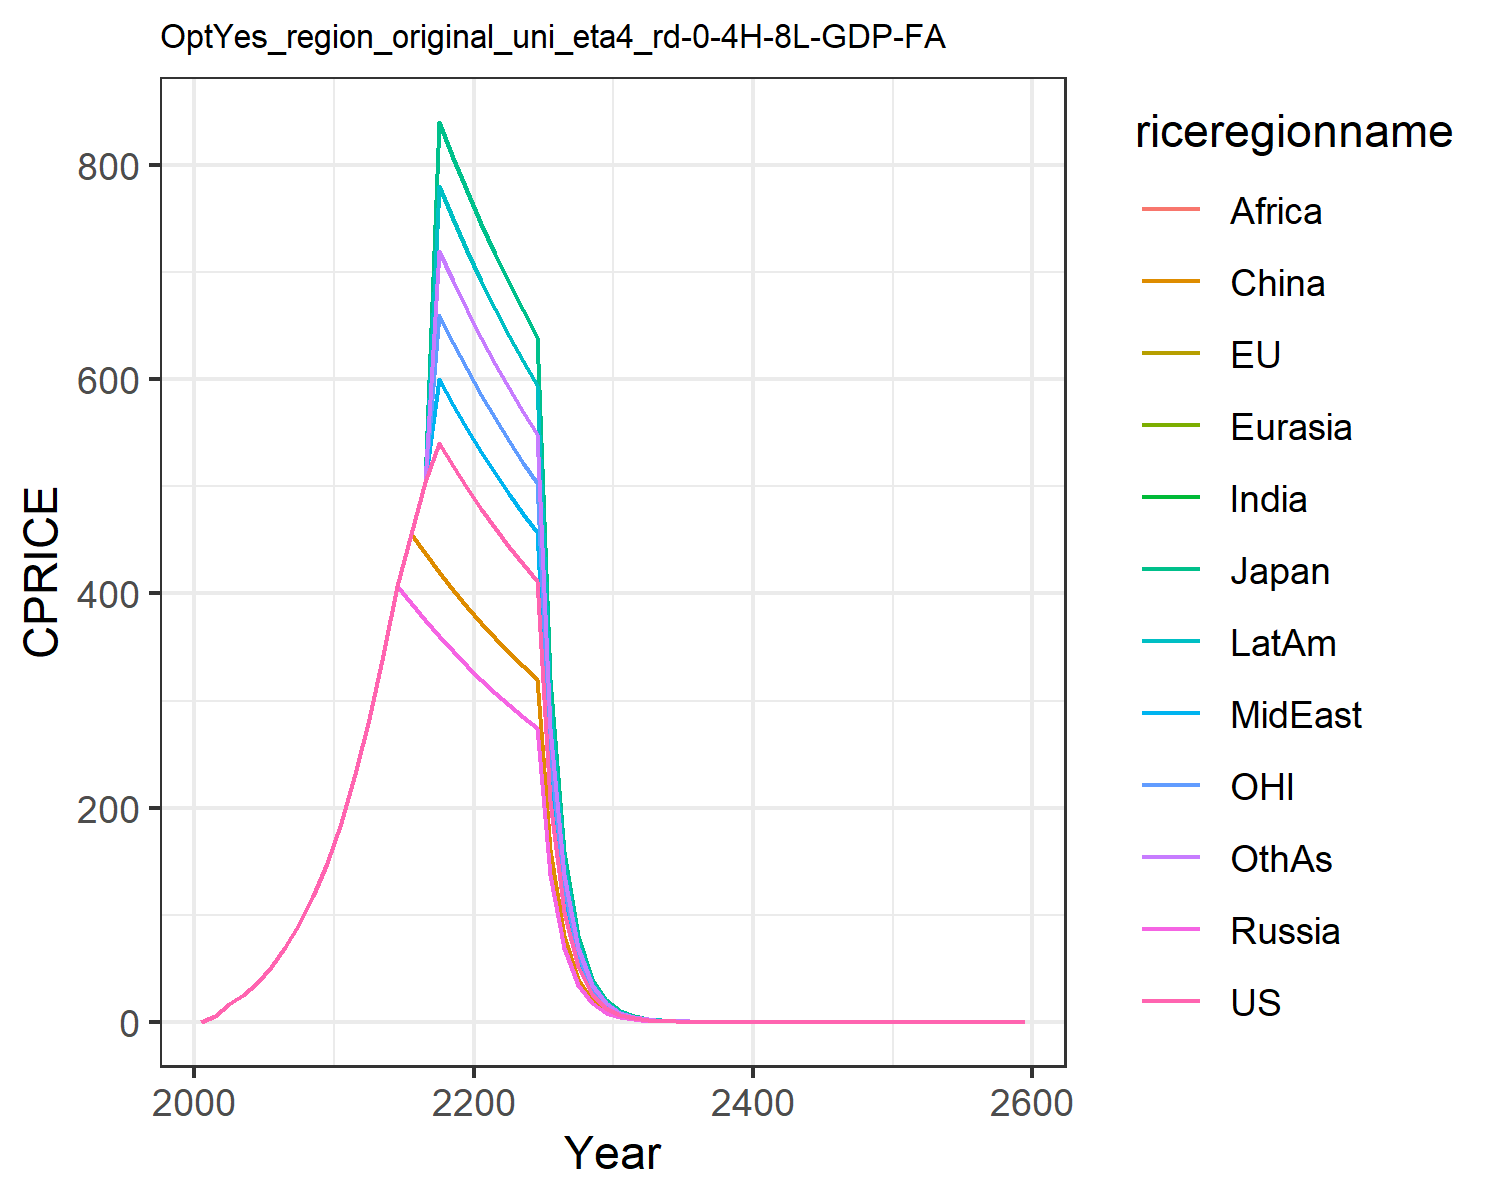 OptYes_region_original_uni_eta4_rd-0-4H-8L-GDP-FA
riceregionname
Africa
China
EU
Eurasia
India
Japan
LatAm
MidEast
OHI
OthAs
Russia
US
CPRICE
800
600
400
200
0
2000 2200 2400 2600
Year